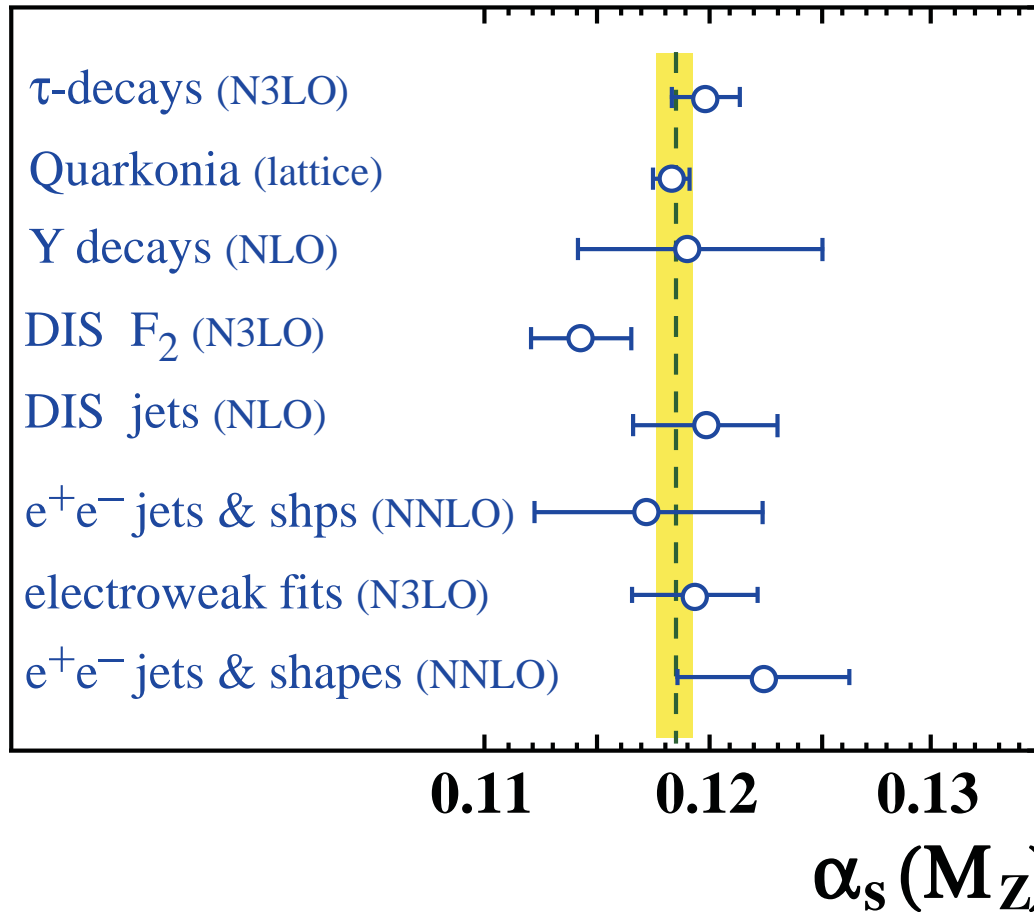 τ-decays (N3LO)
Quarkonia (lattice)
Υ decays (NLO)
DIS F₂ (N3LO)
DIS jets (NLO)
e⁺e⁻ jets & shps (NNLO)
electroweak fits (N3LO)
e⁺e⁻ jets & shapes (NNLO)
0.11 0.12 0.13
αs (MZ)